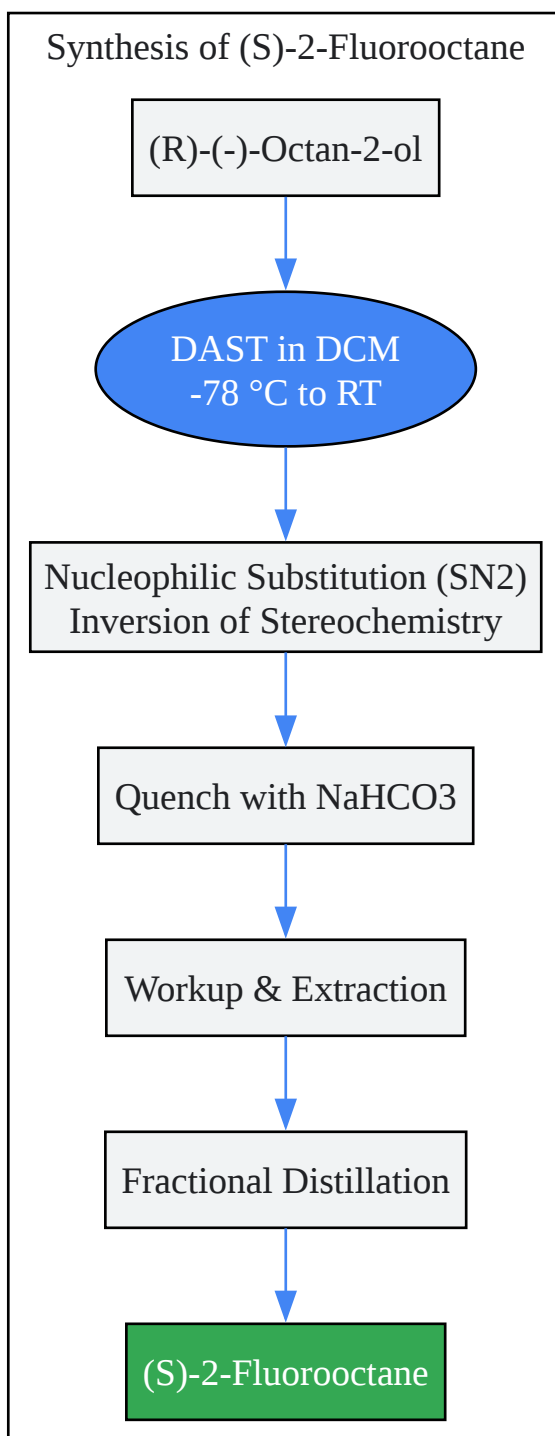 Synthesis of (S)-2-Fluorooctane
(R)-(-)-Octan-2-ol
DAST in DCM
-78 °C to RT
Nucleophilic Substitution (SN2)
Inversion of Stereochemistry
Quench with NaHCO3
Workup & Extraction
Fractional Distillation
(S)-2-Fluorooctane